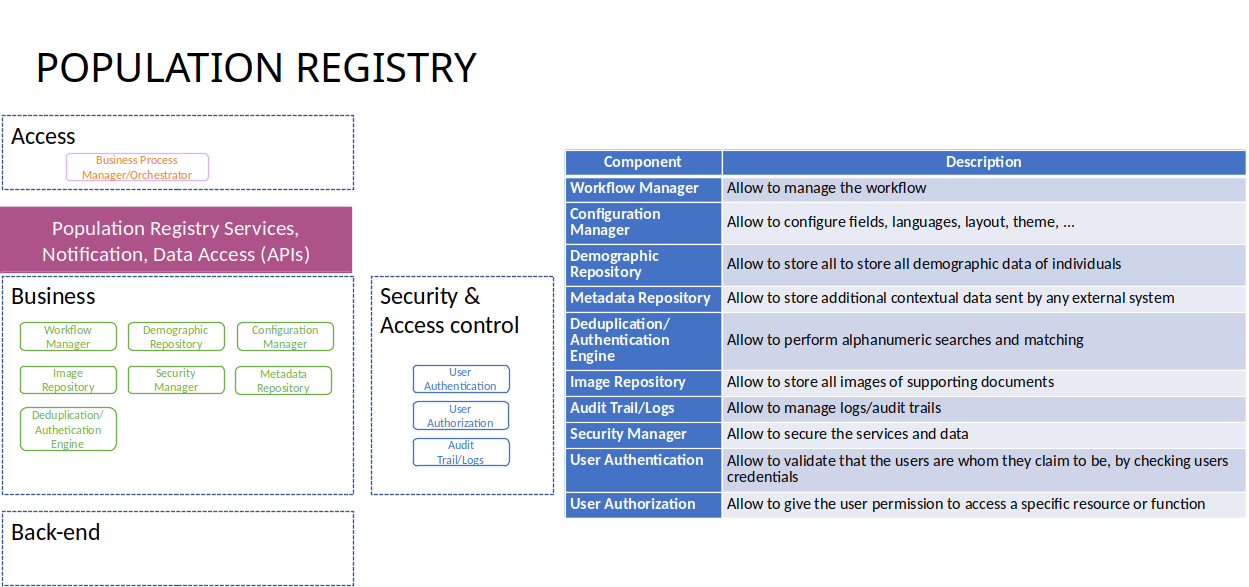 POPULATION REGISTRY
Access
Business Process
Manager/Orchestrator
Population Registry Services,
Notification, Data Access (APIs)
Business
Workflow
Manager
Demographic
Repository
Configuration
Manager
Image
Repository
Security
Manager
Metadata
Repository
Deduplication/
Authetication
Engine
Security &
Access control
User
Authentication
User
Authorization
Audit
Trail/Logs
Back-end
Component
Description
Workflow Manager
Allow to manage the workflow
Configuration
Manager
Allow to configure fields, languages, layout, theme, ...
Demographic
Repository
Allow to store all to store all demographic data of individuals
Metadata Repository
Allow to store additional contextual data sent by any external system
Deduplication/
Authentication
Engine
Allow to perform alphanumeric searches and matching
Image Repository
Allow to store all images of supporting documents
Audit Trail/Logs
Allow to manage logs/audit trails
Security Manager
Allow to secure the services and data
User Authentication
Allow to validate that the users are whom they claim to be, by checking users
credentials
User Authorization
Allow to give the user permission to access a specific resource or function